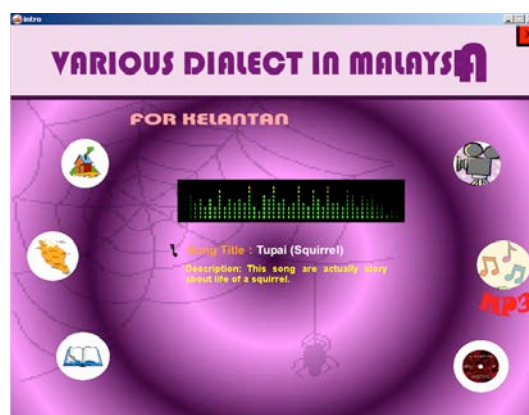 intro
VARIOUS DIALECT IN MALAYSIA
FOR KELANTAN
Song Title : Tupai (Squirrel)
Description: This song are actually story
about life of a squirrel.
MP3